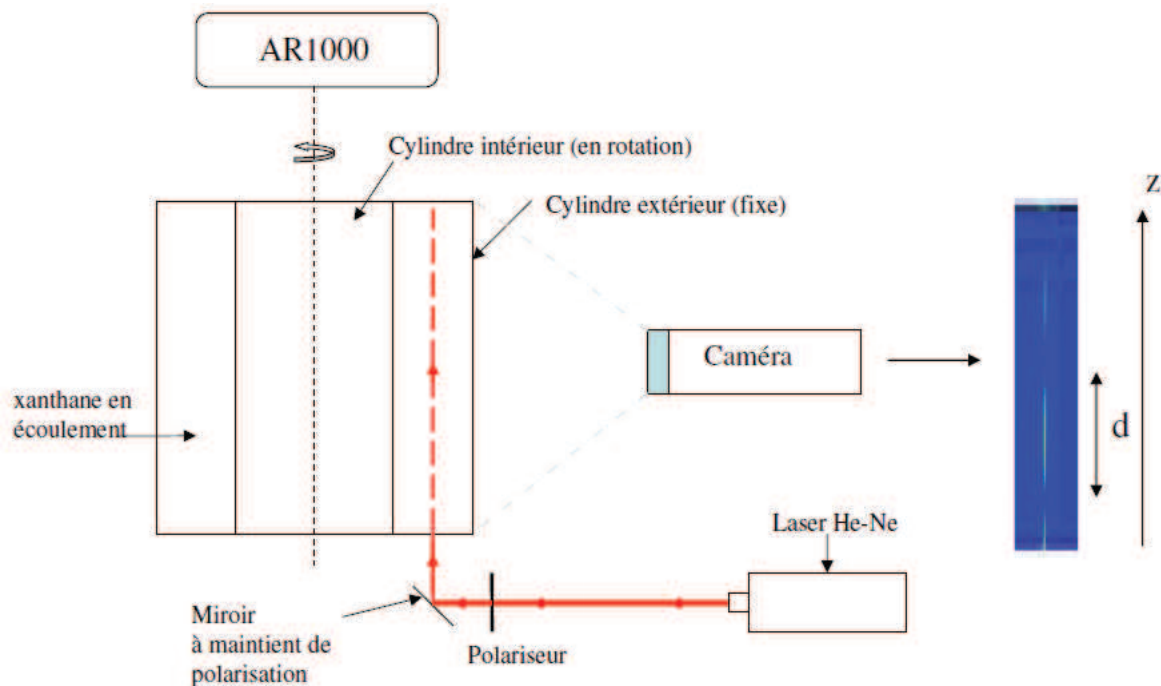 AR1000
Cylindre intérieur (en rotation)
Cylindre extérieur (fixe)
z
Caméra
xanthane en
écoulement
d
Laser He-Ne
Miroir
à maintient de
polarisation
Polariseur